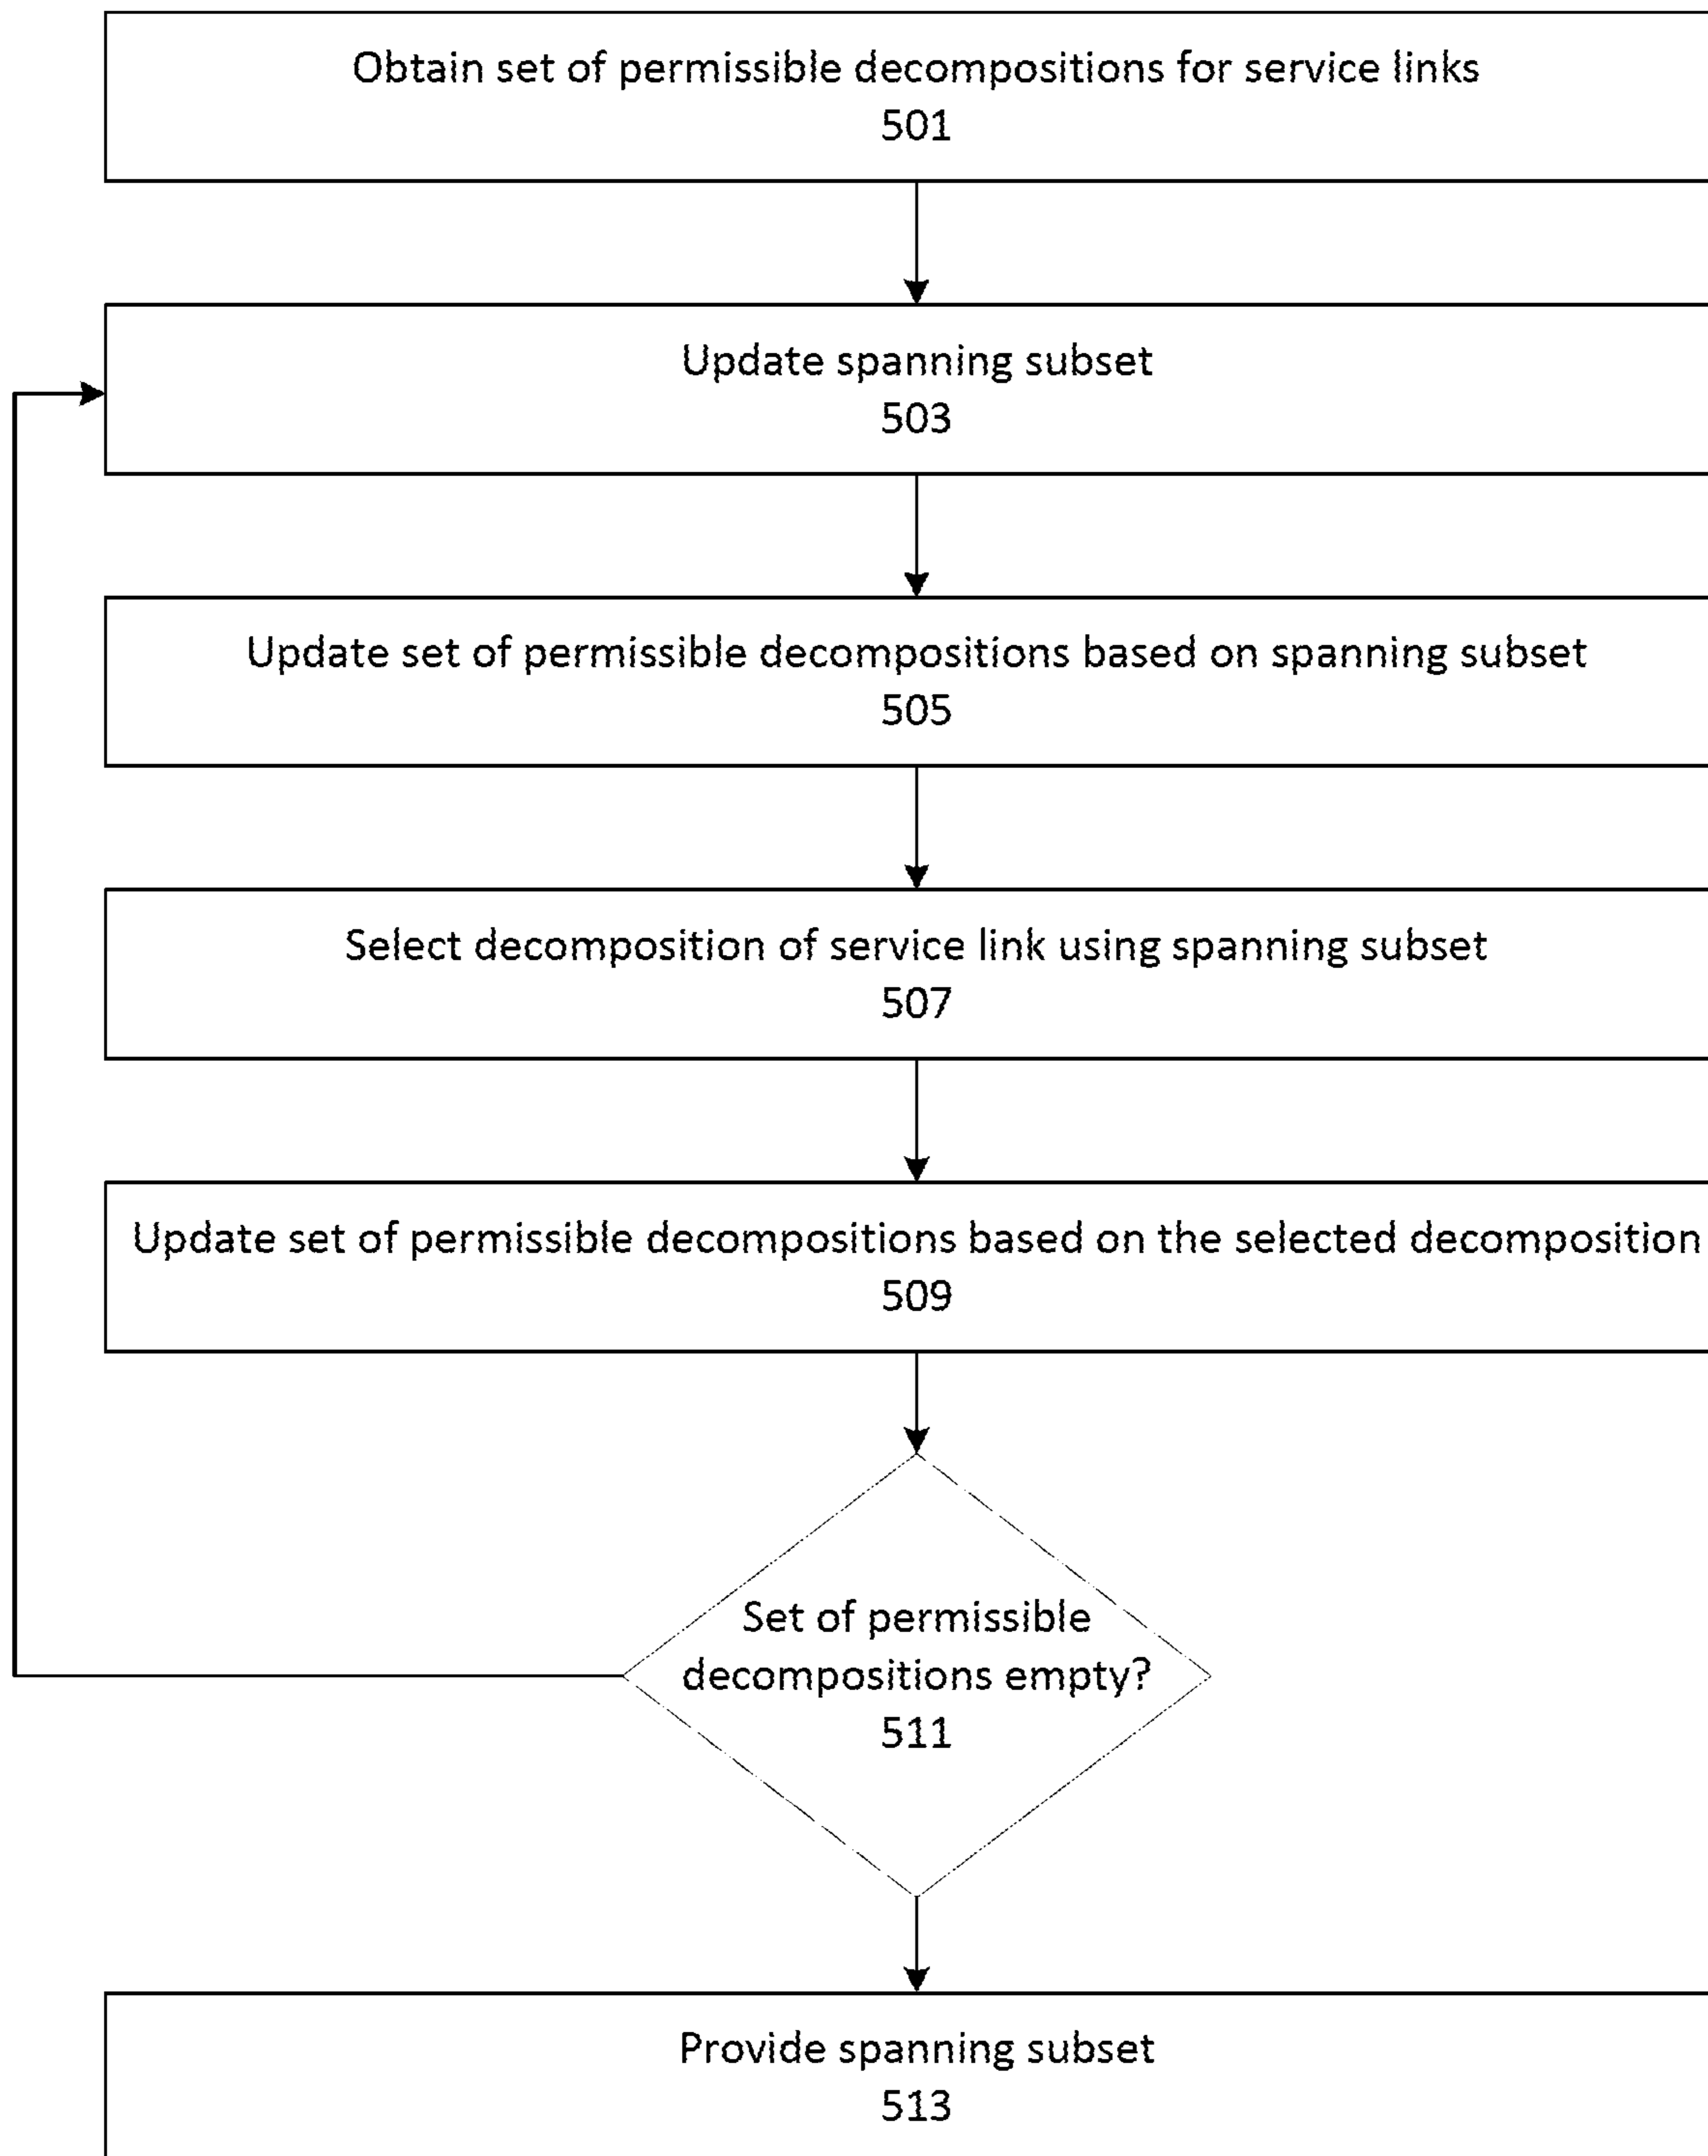 Obtain set of permissible decompositions for service links
501
Update spanning subset
503
Update set of permissible decompositions based on spanning subset
505
Select decomposition of service link using spanning subset
507
Update set of permissible decompositions based on the selected decomposition
509
Set of permissible
decompositions empty?
511
Provide spanning subset
513